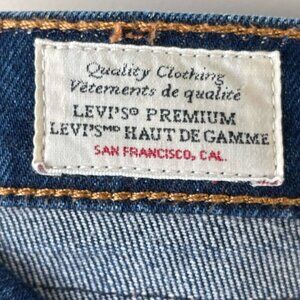 Quality Clothing
Vêtements de qualité
LEVI'S® PREMIUM
LEVI'S ᴹᴰ HAUT DE GAMME
SAN FRANCISCO, CAL.